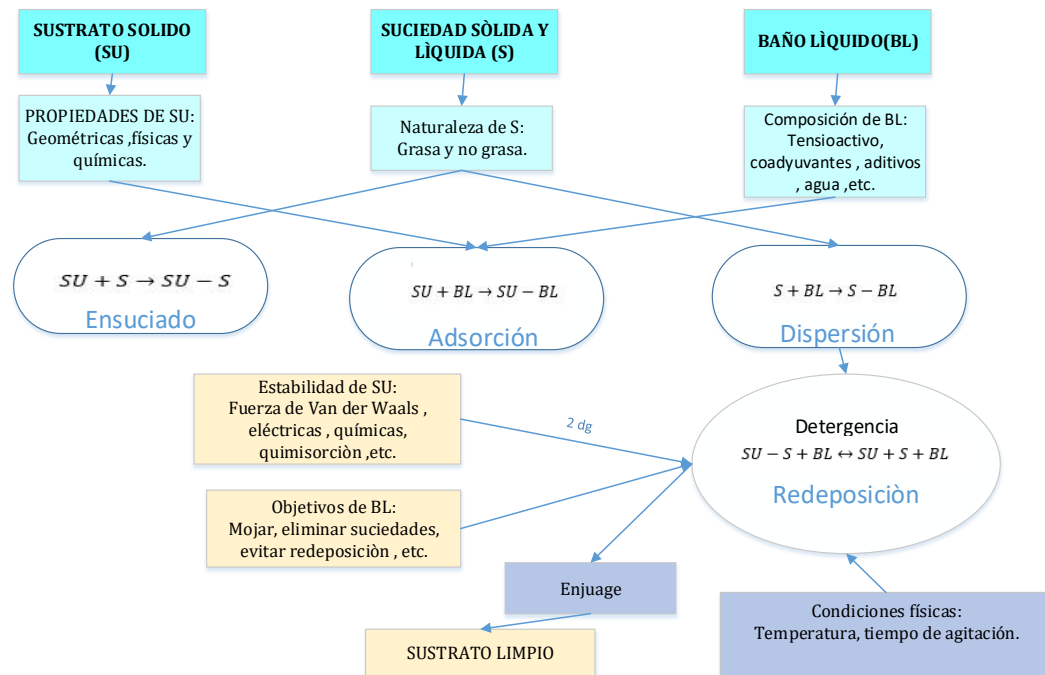 SUSTRATO SOLIDO
(SU)
SUCIEDAD SÒLIDA Y
LÌQUIDA (S)
BAÑO LÌQUIDO(BL)
PROPIEDADES DE SU:
Geométricas ,físicas y
químicas.
Naturaleza de S:
Grasa y no grasa.
Composición de BL:
Tensioactivo,
coadyuvantes , aditivos
, agua ,etc.
SU + S → SU − S
Ensuciado
SU + BL → SU − BL
Adsorción
S + BL → S − BL
Dispersión
Estabilidad de SU:
Fuerza de Van der Waals ,
eléctricas , químicas,
quimisorciòn ,etc.
2 dg
Detergencia
SU − S + BL ↔ SU + S + BL
Redeposiciòn
Objetivos de BL:
Mojar, eliminar suciedades,
evitar redeposiciòn , etc.
Enjuage
Condiciones físicas:
Temperatura, tiempo de agitación.
SUSTRATO LIMPIO